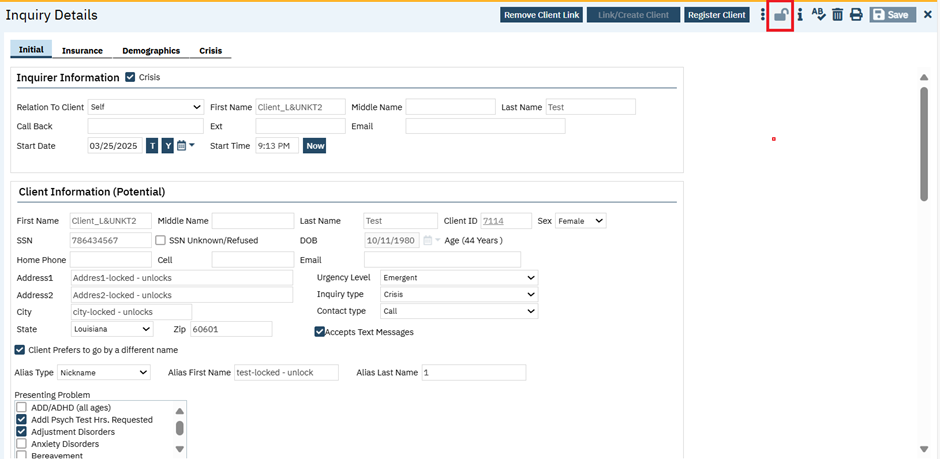 Inquiry Details
Remove Client Link Link/Create Client Register Client Save
Initial Insurance Demographics Crisis
Inquirer Information Crisis
Relation To Client Self First Name Client_L&UNKT2 Middle Name Last Name Test
Call Back Ext Email
Start Date 03/25/2025 T Y Start Time 9:13 PM Now
Client Information (Potential)
First Name Client_L&UNKT2 Middle Name Last Name Test Client ID 7114 Sex Female
SSN 786434567 SSN Unknown/Refused DOB 10/11/1980 Age (44 Years )
Home Phone Cell Email
Address1 Addres1-locked - unlocks Urgency Level Emergent
Address2 Addres2-locked - unlocks Inquiry type Crisis
City city-locked - unlocks Contact type Call
State Louisiana Zip 60601 Accepts Text Messages
Client Prefers to go by a different name
Alias Type Nickname Alias First Name test-locked - unlock Alias Last Name 1
Presenting Problem
ADD/ADHD (all ages)
Addl Psych Test Hrs. Requested
Adjustment Disorders
Anxiety Disorders
Bereavement